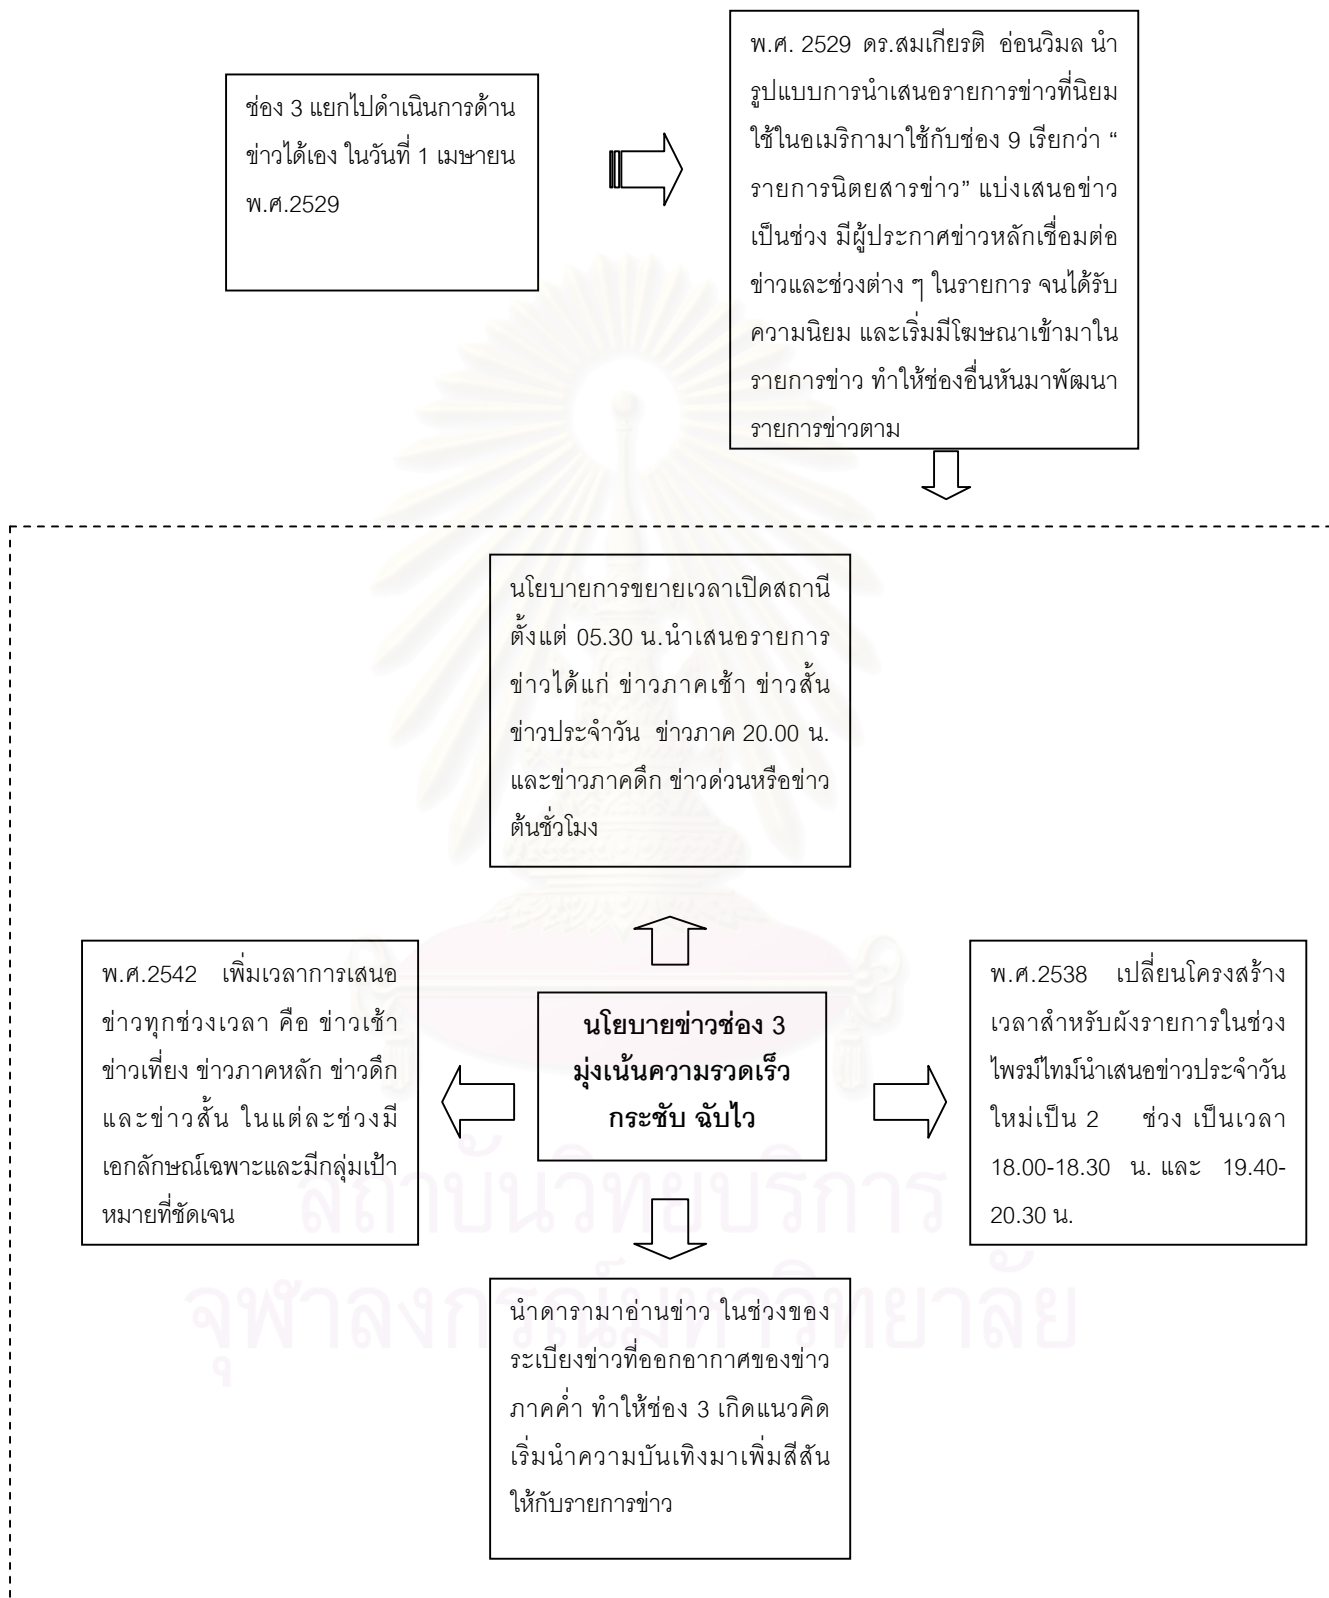 ช่อง 3 แยกไปดำเนินการด้าน
ข่าวได้เอง ในวันที่ 1 เมษายน
พ.ศ.2529
พ.ศ. 2529 ดร.สมเกียรติ อ่อนวิมล นำ
รูปแบบการนำเสนอรายการข่าวที่นิยม
ใช้ในอเมริกามาใช้กับช่อง 9 เรียกว่า “
รายการนิตยสารข่าว” แบ่งเสนอข่าว
เป็นช่วง มีผู้ประกาศข่าวหลักเชื่อมต่อ
ข่าวและช่วงต่าง ๆ ในรายการ จนได้รับ
ความนิยม และเริ่มมีโฆษณาเข้ามาใน
รายการข่าว ทำให้ช่องอื่นหันมาพัฒนา
รายการข่าวตาม
นโยบายการขยายเวลาเปิดสถานี
ตั้งแต่ 05.30 น.นำเสนอรายการ
ข่าวได้แก่ ข่าวภาคเช้า ข่าวสั้น
ข่าวประจำวัน ข่าวภาค 20.00 น.
และข่าวภาคดึก ข่าวด่วนหรือข่าว
ต้นชั่วโมง
พ.ศ.2542 เพิ่มเวลาการเสนอ
ข่าวทุกช่วงเวลา คือ ข่าวเช้า
ข่าวเที่ยง ข่าวภาคหลัก ข่าวดึก
และข่าวสั้น ในแต่ละช่วงมี
เอกลักษณ์เฉพาะและมีกลุ่มเป้า
หมายที่ชัดเจน
นโยบายข่าวช่อง 3
มุ่งเน้นความรวดเร็ว
กระชับ ฉับไว
พ.ศ.2538 เปลี่ยนโครงสร้าง
เวลาสำหรับผังรายการในช่วง
ไพรม์ไทม์นำเสนอข่าวประจำวัน
ใหม่เป็น 2 ช่วง เป็นเวลา
18.00-18.30 น. และ 19.40-
20.30 น.
นำดารามาอ่านข่าว ในช่วงของ
ระเบียงข่าวที่ออกอากาศของข่าว
ภาคค่ำ ทำให้ช่อง 3 เกิดแนวคิด
เริ่มนำความบันเทิงมาเพิ่มสีสัน
ให้กับรายการข่าว
สถาบันวิทยบริการ
จุฬาลงกรณ์มหาวิทยาลัย